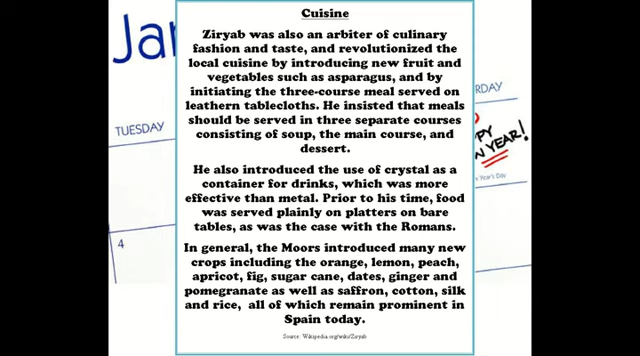 Cuisine
Ziryab was also an arbiter of culinary
fashion and taste, and revolutionized the
local cuisine by introducing new fruit and
vegetables such as asparagus, and by
initiating the three-course meal served on
leathern tablecloths. He insisted that meals
should be served in three separate courses
consisting of soup, the main course, and
dessert.
He also introduced the use of crystal as a
container for drinks, which was more
effective than metal. Prior to his time, food
was served plainly on platters on bare
tables, as was the case with the Romans.
In general, the Moors introduced many new
crops including the orange, lemon, peach,
apricot, fig, sugar cane, dates, ginger and
pomegranate as well as saffron, cotton, silk
and rice, all of which remain prominent in
Spain today.
Source: Wikipedia.org/wiki/Ziryab
Jan
TUESDAY
4
RDAY
PY
YEAR!